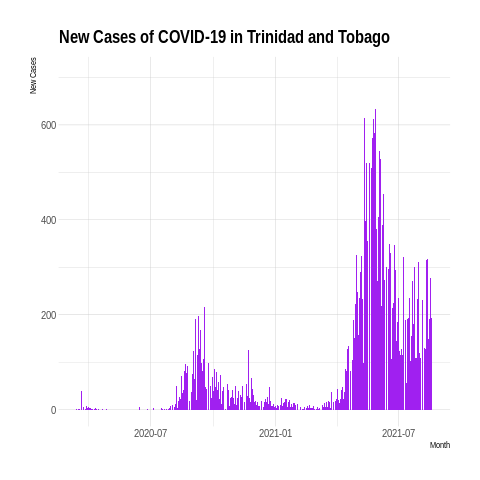 New Cases of COVID-19 in Trinidad and Tobago
New Cases
600
400
200
0
2020-07
2021-01
2021-07
Month